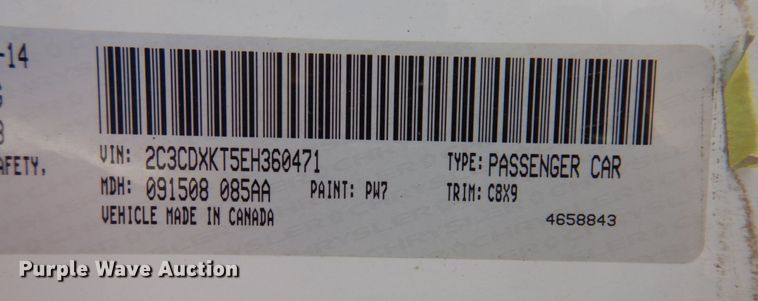 -14
VIN: 2C3CDXKT5EH360471 TYPE: PASSENGER CAR
AFETY,
MDH: 091508 085AA PAINT: PW7 TRIM: C8X9
VEHICLE MADE IN CANADA 4658843
Purple Wave Auction